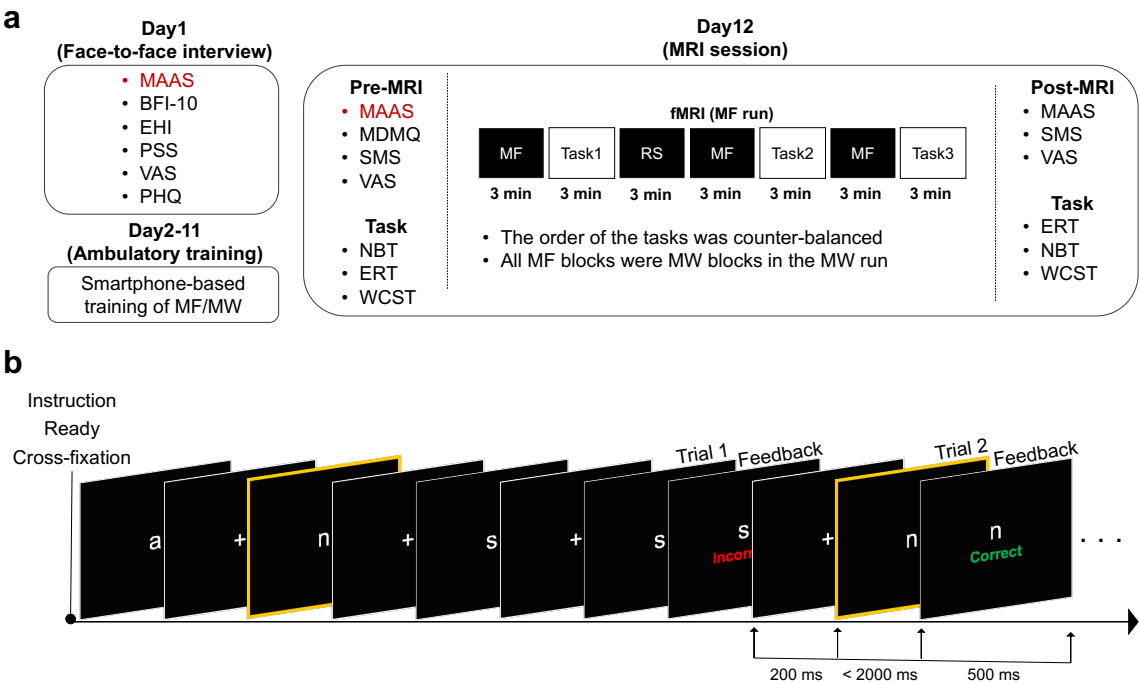 a
Day1
(Face-to-face interview)
• MAAS
• BFI-10
• EHI
• PSS
• VAS
• PHQ
Day2-11
(Ambulatory training)
Smartphone-based
training of MF/MW
Day12
(MRI session)
Pre-MRI
• MAAS
• MDMQ
• SMS
• VAS
Task
• NBT
• ERT
• WCST
fMRI (MF run)
MF Task1 RS MF Task2 MF Task3
3 min 3 min 3 min 3 min 3 min 3 min 3 min
• The order of the tasks was counter-balanced
• All MF blocks were MW blocks in the MW run
Post-MRI
• MAAS
• SMS
• VAS
Task
• ERT
• NBT
• WCST
b
Instruction
Ready
Cross-fixation
Trial 1 Feedback Trial 2 Feedback
a + n + s + s s + n n
Incorr
Correct
. . .
200 ms < 2000 ms 500 ms